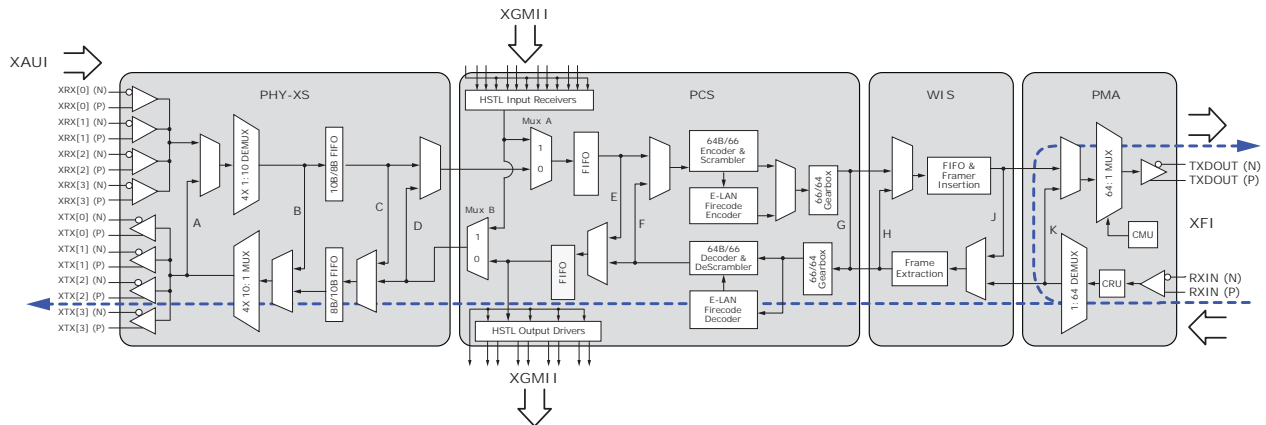 XGMII
XAUI
PHY-XS
PCS
WIS
PMA
XRX[0] (N)
XRX[0] (P)
XRX[1] (N)
XRX[1] (P)
XRX[2] (N)
XRX[2] (P)
XRX[3] (N)
XRX[3] (P)
XTX[0] (N)
XTX[0] (P)
XTX[1] (N)
XTX[1] (P)
XTX[2] (N)
XTX[2] (P)
XTX[3] (N)
XTX[3] (P)
A
4X 1:10 DEMUX
4X 10:1 MUX
B
10B/8B FIFO
8B/10B FIFO
C
D
HSTL Input Receivers
Mux A
1
0
Mux B
1
0
FIFO
FIFO
E
F
64B/66
Encoder &
Scrambler
E-LAN
Firecode
Encoder
64B/66
Decoder &
DeScrambler
E-LAN
Firecode
Decoder
66/64
Gearbox
66/64
Gearbox
G
H
FIFO &
Framer
Insertion
Frame
Extraction
J
K
64:1 MUX
1:64 DEMUX
CMU
CRU
TXDOUT (N)
TXDOUT (P)
XFI
RXIN (N)
RXIN (P)
HSTL Output Drivers
XGMII